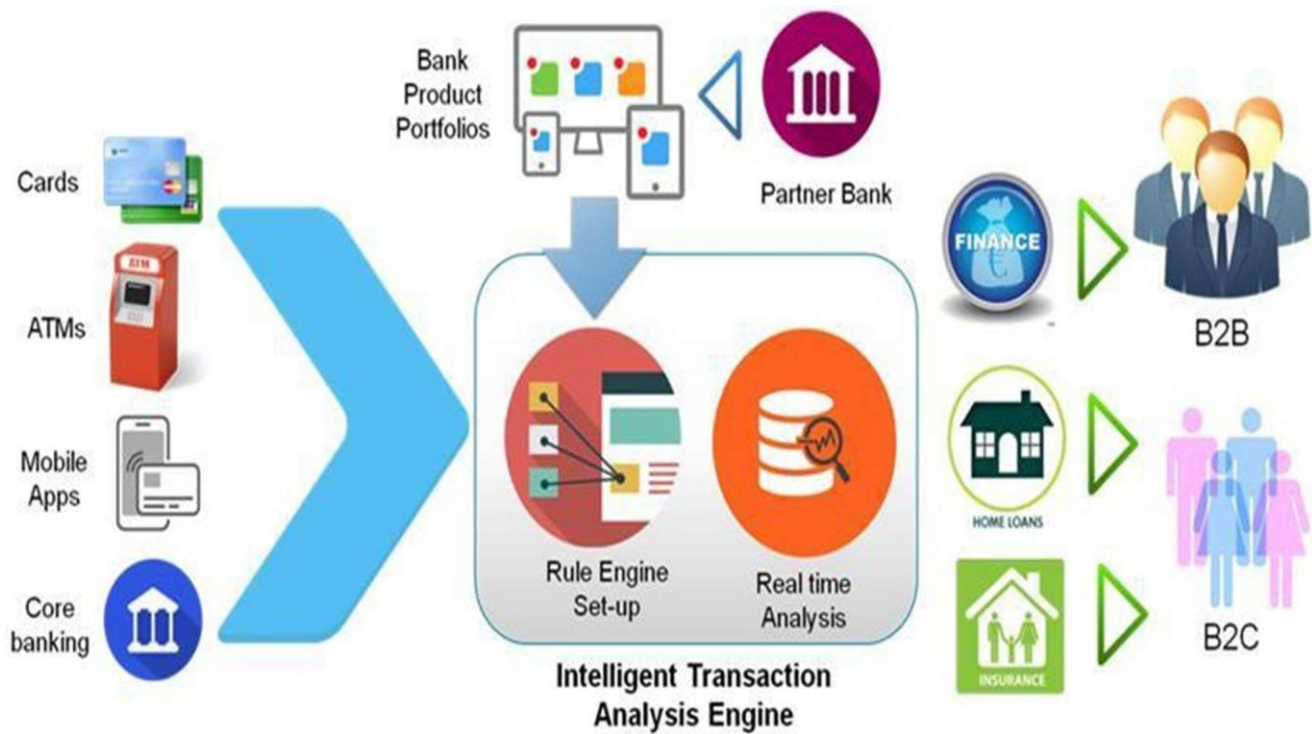 Bank
Product
Portfolios
Partner Bank
Cards
ATM
ATMs
Mobile
Apps
Core
banking
Rule Engine
Set-up
Real time
Analysis
Intelligent Transaction
Analysis Engine
FINANCE
€
B2B
HOME LOANS
INSURANCE
B2C